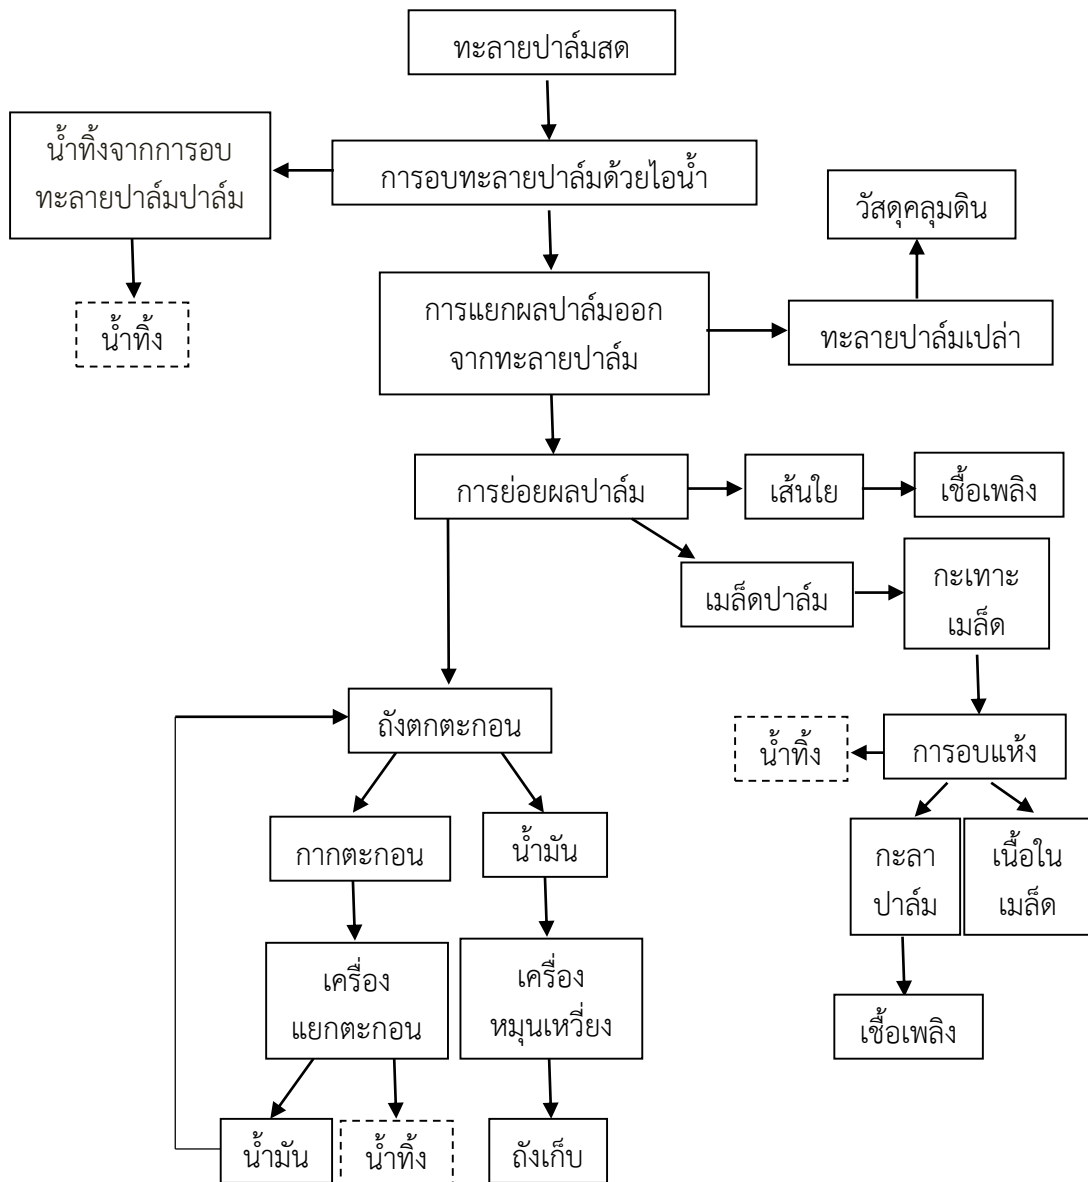 ทะลายปาล์มสด
น้ำทิ้งจากการอบ
ทะลายปาล์มปาล์ม
การอบทะลายปาล์มด้วยไอน้ำ
วัสดุคลุมดิน
น้ำทิ้ง
การแยกผลปาล์มออก
จากทะลายปาล์ม
ทะลายปาล์มเปล่า
การย่อยผลปาล์ม
เส้นใย
เชื้อเพลิง
เมล็ดปาล์ม
กะเทาะ
เมล็ด
ถังตกตะกอน
น้ำทิ้ง
การอบแห้ง
กากตะกอน
น้ำมัน
กะลา
ปาล์ม
เนื้อใน
เมล็ด
เครื่อง
แยกตะกอน
เครื่อง
หมุนเหวี่ยง
เชื้อเพลิง
น้ำมัน
น้ำทิ้ง
ถังเก็บ